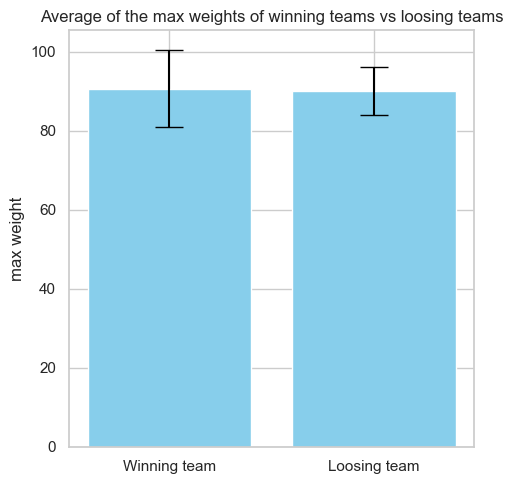 Average of the max weights of winning teams vs loosing teams
100
80
60
40
20
0
max weight
Winning team
Loosing team